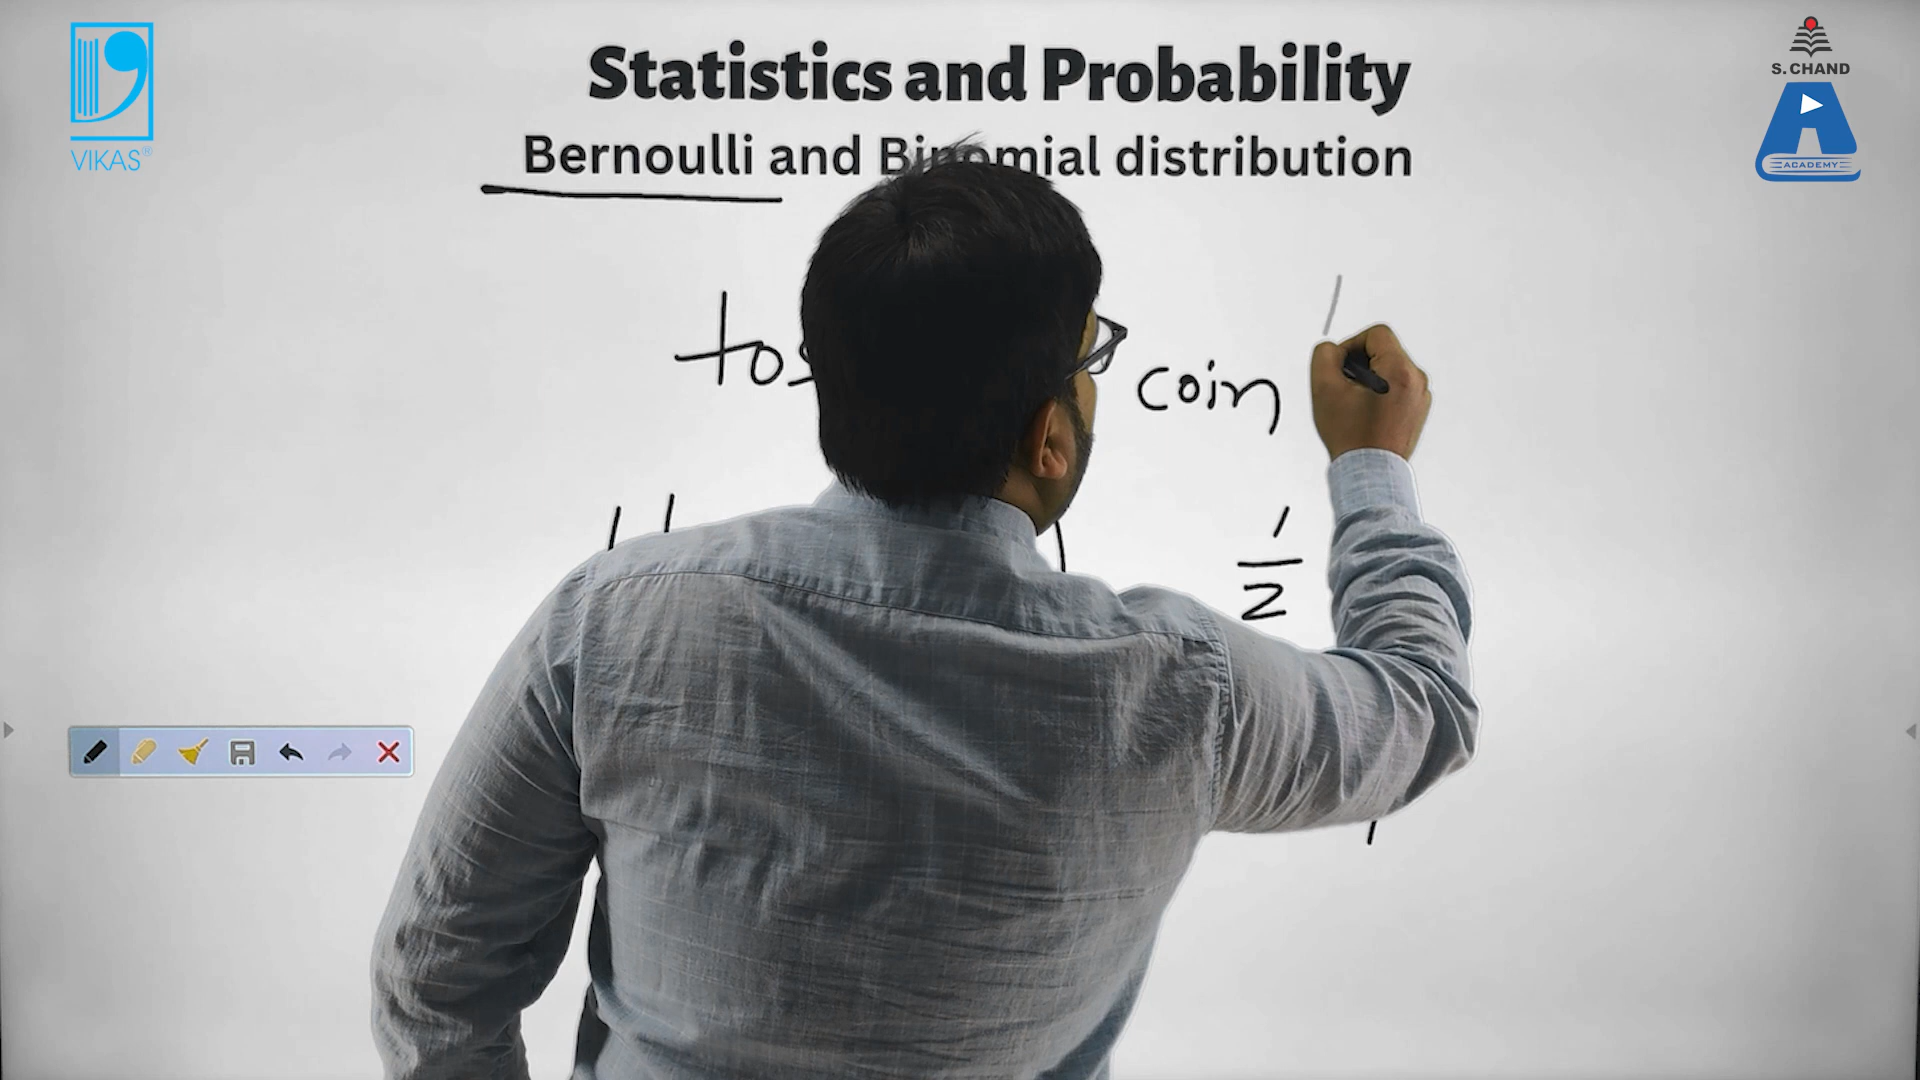 VIKAS®
S. CHAND
ACADEMY
Statistics and Probability
Bernoulli and Binomial distribution
coin
1
2